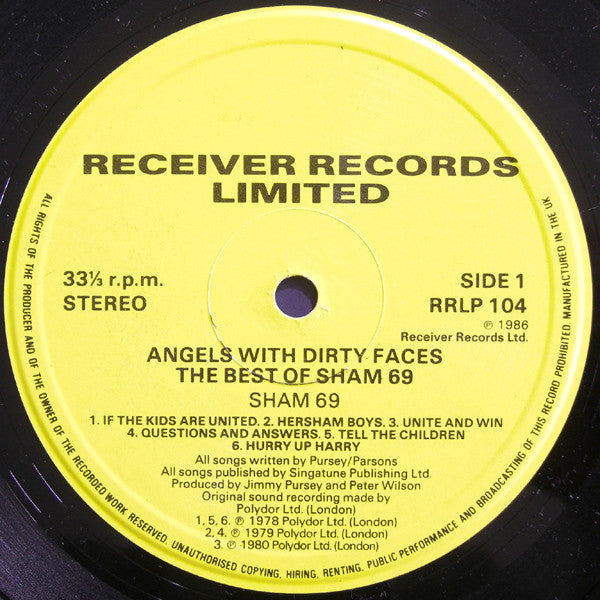 RECEIVER RECORDS
LIMITED
33⅓ r.p.m.
STEREO
SIDE 1
RRLP 104
℗ 1986
Receiver Records Ltd.
ANGELS WITH DIRTY FACES
THE BEST OF SHAM 69
SHAM 69
1. IF THE KIDS ARE UNITED. 2. HERSHAM BOYS. 3. UNITE AND WIN
4. QUESTIONS AND ANSWERS. 5. TELL THE CHILDREN
6. HURRY UP HARRY
All songs written by Pursey/Parsons
All songs published by Singatune Publishing Ltd.
Produced by Jimmy Pursey and Peter Wilson
Original sound recording made by
Polydor Ltd. (London)
1, 5, 6. ℗ 1978 Polydor Ltd. (London)
2, 4. ℗ 1979 Polydor Ltd. (London)
3. ℗ 1980 Polydor Ltd. (London)
ALL RIGHTS OF THE PRODUCER AND OF THE OWNER OF THE RECORDED WORK RESERVED. UNAUTHORISED COPYING, HIRING, RENTING, PUBLIC PERFORMANCE AND BROADCASTING OF THIS RECORD PROHIBITED. MANUFACTURED IN THE UK